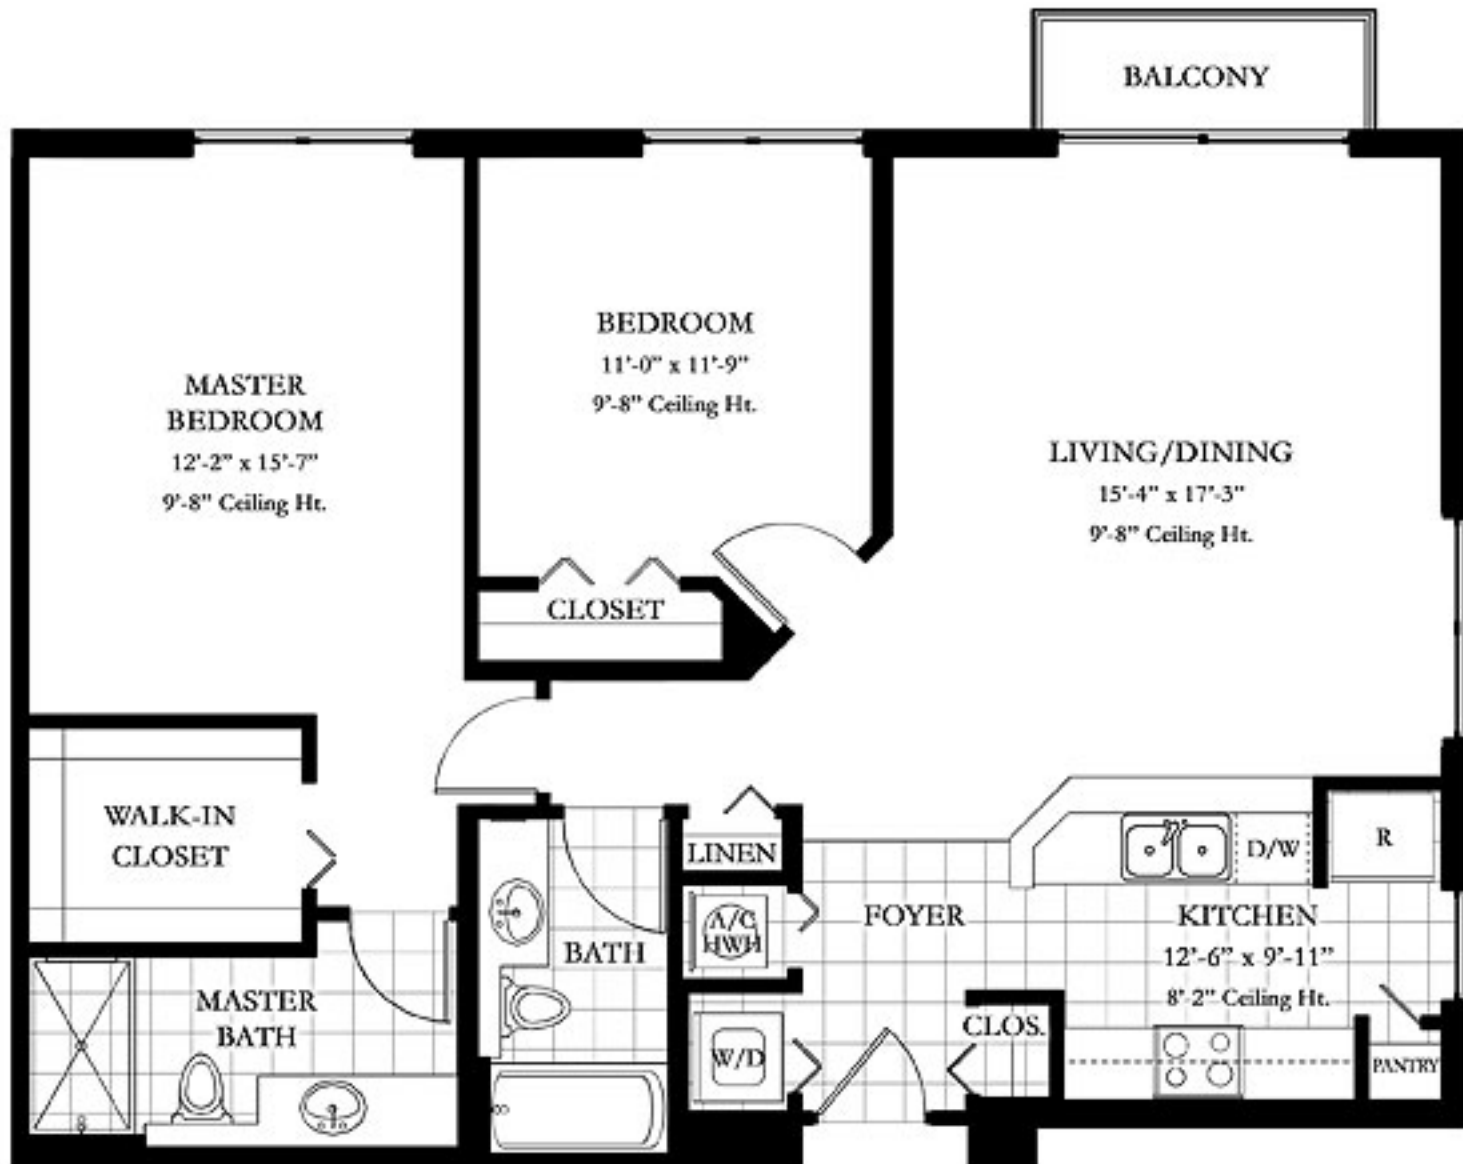 BALCONY
BEDROOM
11'-0" x 11'-9"
9'-8" Ceiling Ht.
MASTER
BEDROOM
12'-2" x 15'-7"
9'-8" Ceiling Ht.
LIVING/DINING
15'-4" x 17'-3"
9'-8" Ceiling Ht.
CLOSET
WALK-IN
CLOSET
LINEN
D/W
R
A/C
HWH
FOYER
KITCHEN
12'-6" x 9'-11"
8'-2" Ceiling Ht.
BATH
MASTER
BATH
CLOS.
W/D
PANTRY